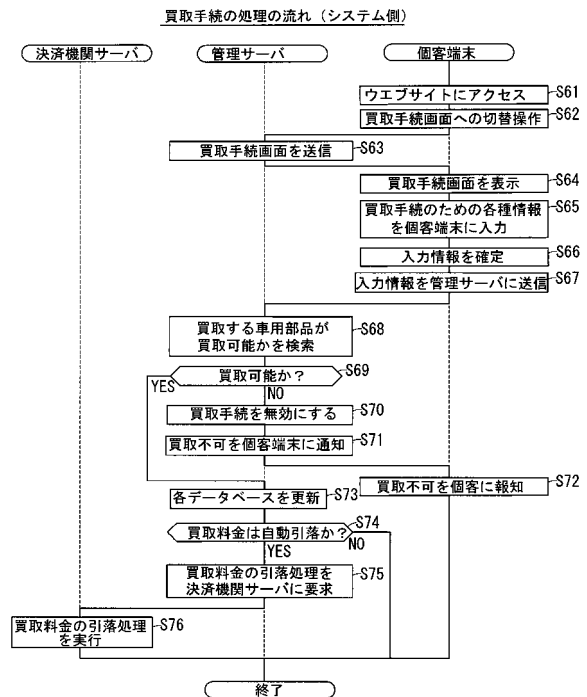 買取手続の処理の流れ（システム側）
決済機関サーバ
管理サーバ
個客端末
ウエブサイトにアクセス
S61
買取手続画面への切替操作
S62
買取手続画面を送信
S63
買取手続画面を表示
S64
買取手続のための各種情報
を個客端末に入力
S65
入力情報を確定
S66
入力情報を管理サーバに送信
S67
買取する車用部品が
買取可能かを検索
S68
買取可能か？
S69
YES
NO
買取手続を無効にする
S70
買取不可を個客端末に通知
S71
買取不可を個客に報知
S72
各データベースを更新
S73
買取料金は自動引落か？
S74
YES
NO
買取料金の引落処理を
決済機関サーバに要求
S75
買取料金の引落処理
を実行
S76
終了